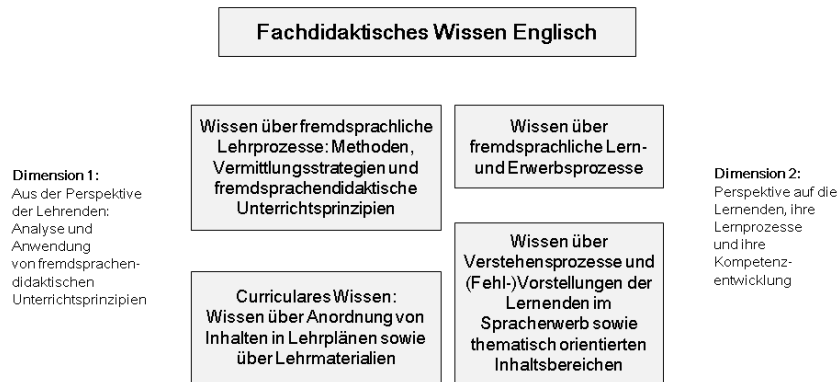 Fachdidaktisches Wissen Englisch
Dimension 1:
Aus der Perspektive
der Lehrenden:
Analyse und
Anwendung
von fremdsprachen-
didaktischen
Unterrichtsprinzipien
Wissen über fremdsprachliche
Lehrprozesse: Methoden,
Vermittlungsstrategien und
fremdsprachendidaktische
Unterrichtsprinzipien
Curriculares Wissen:
Wissen über Anordnung von
Inhalten in Lehrplänen sowie
über Lehrmaterialien
Wissen über
fremdsprachliche Lern-
und Erwerbsprozesse
Wissen über
Verstehensprozesse und
(Fehl-)Vorstellungen der
Lernenden im
Spracherwerb sowie
thematisch orientierten
Inhaltsbereichen
Dimension 2:
Perspektive auf die
Lernenden, ihre
Lernprozesse
und ihre
Kompetenz-
entwicklung